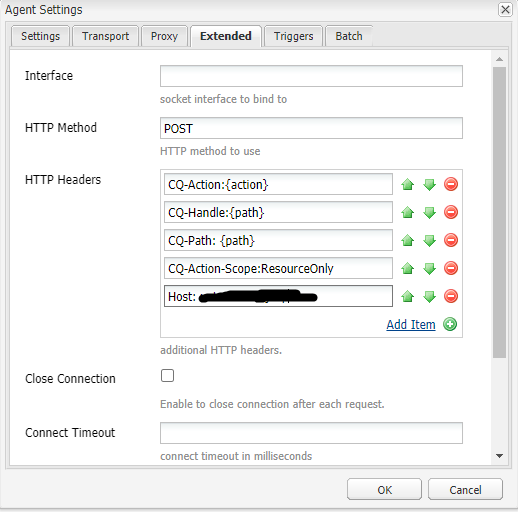 Agent Settings
Settings Transport Proxy Extended Triggers Batch
Interface
socket interface to bind to
HTTP Method POST
HTTP method to use
HTTP Headers CQ-Action:{action}
CQ-Handle:{path}
CQ-Path: {path}
CQ-Action-Scope:ResourceOnly
Host:
Add Item
additional HTTP headers.
Close Connection
Enable to close connection after each request.
Connect Timeout
connect timeout in milliseconds
OK Cancel